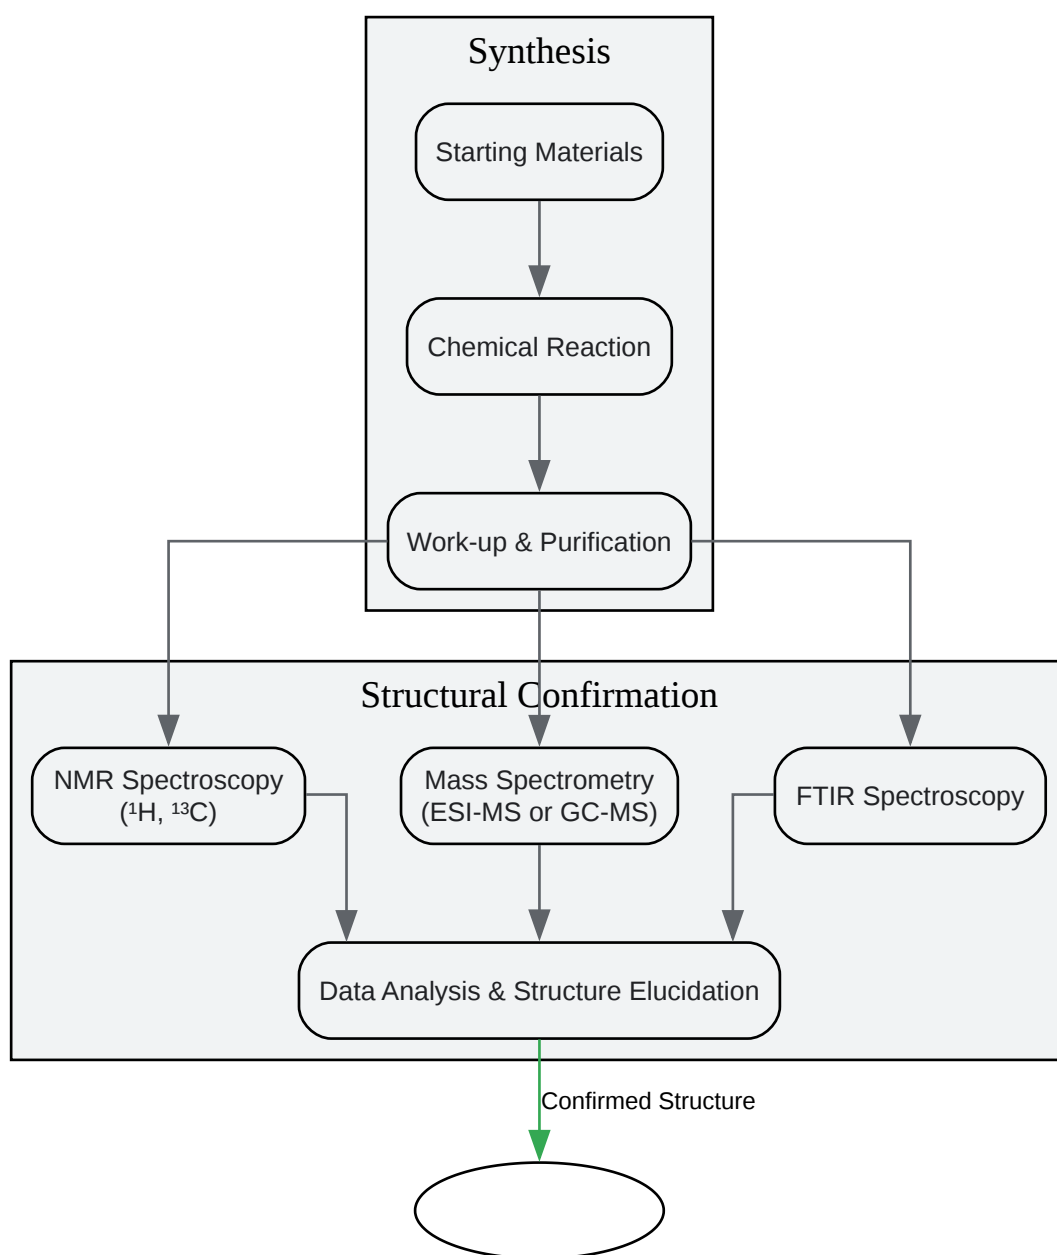 Synthesis
Starting Materials
Chemical Reaction
Work-up & Purification
Structural Confirmation
NMR Spectroscopy
(¹H, ¹³C)
Mass Spectrometry
(ESI-MS or GC-MS)
FTIR Spectroscopy
Data Analysis & Structure Elucidation
Confirmed Structure